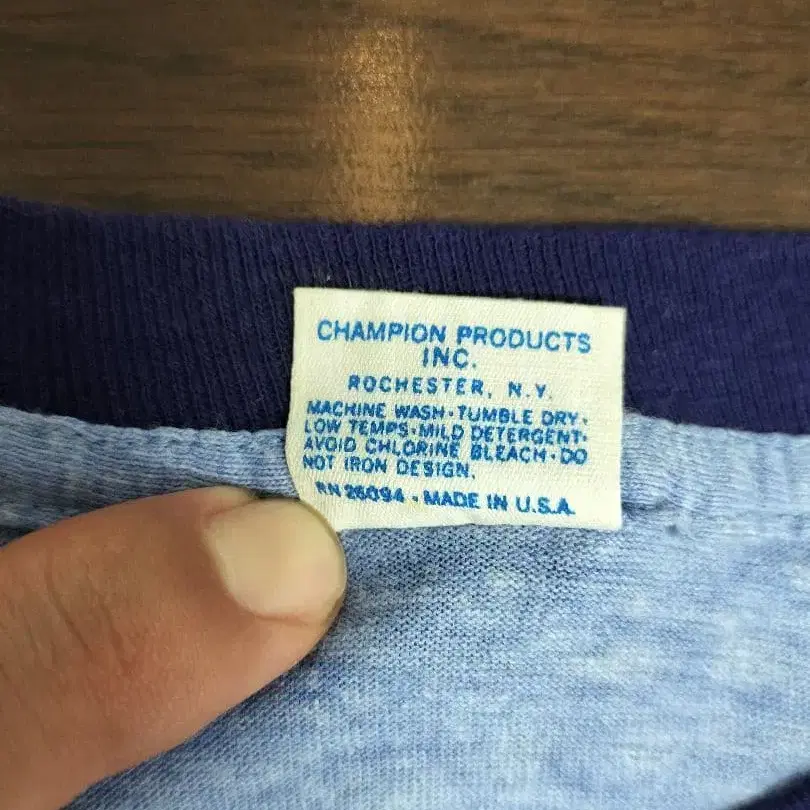 CHAMPION PRODUCTS
INC.
ROCHESTER, N.Y.
MACHINE WASH·TUMBLE DRY·
LOW TEMPS·MILD DETERGENT·
AVOID CHLORINE BLEACH·DO
NOT IRON DESIGN.
RN 26094 · MADE IN U.S.A.